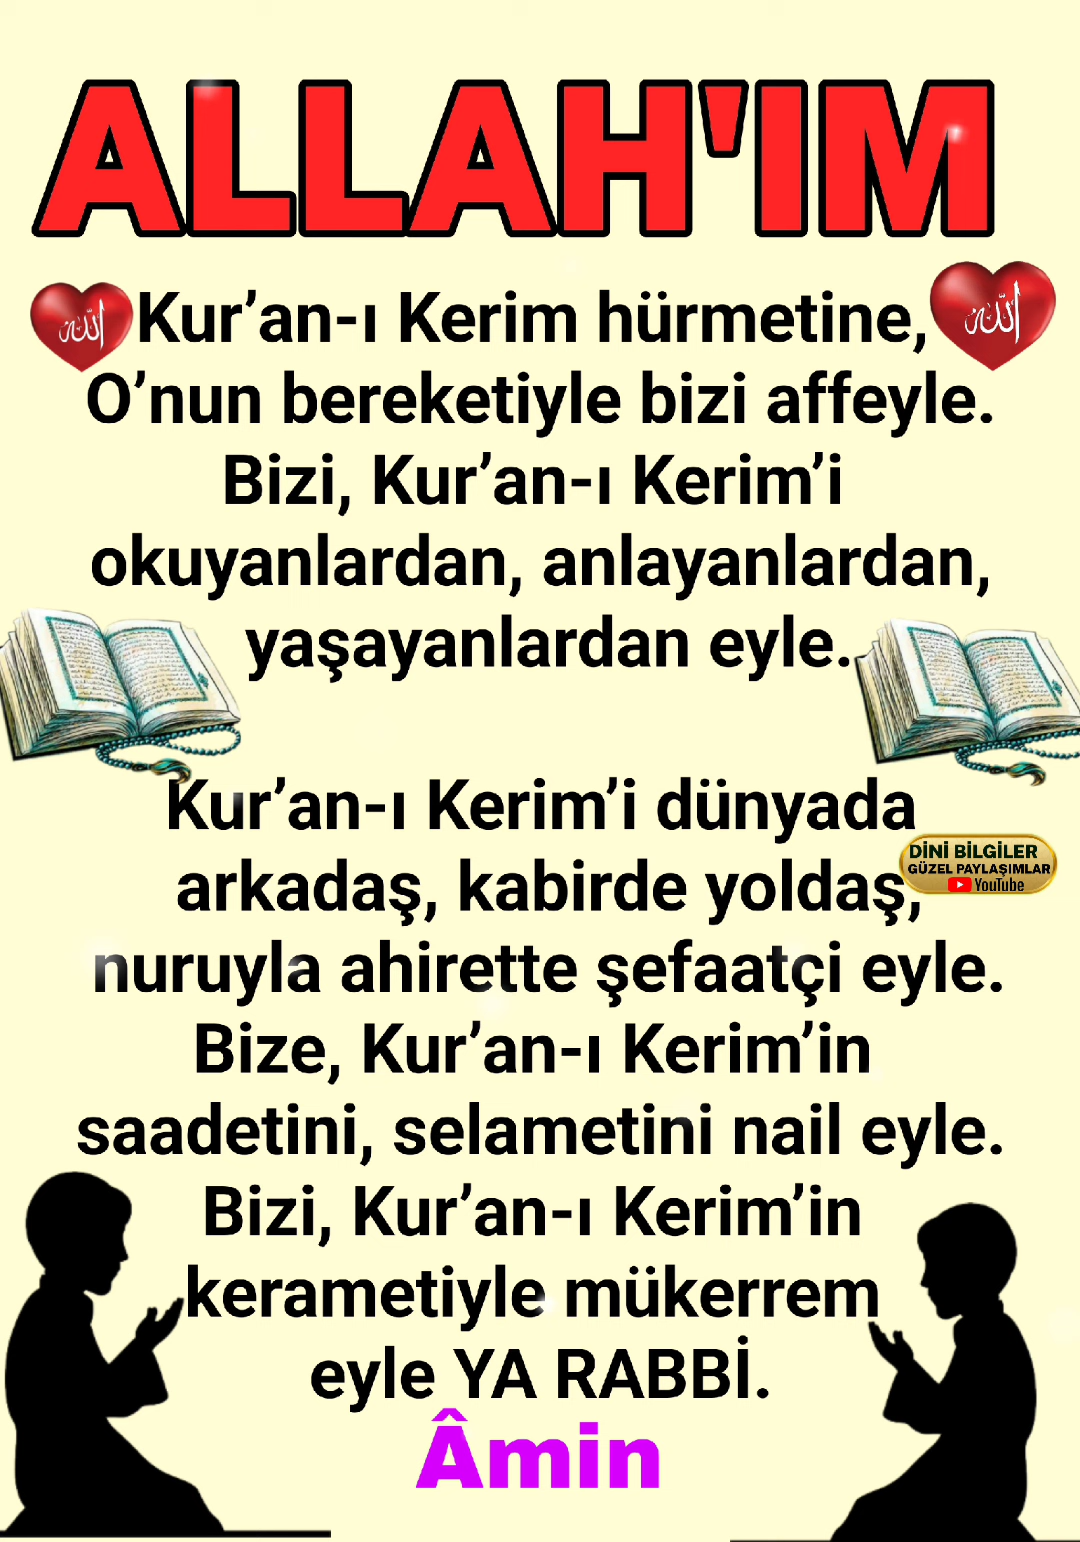 ALLAH'IM
الله
Kur’an-ı Kerim hürmetine,
الله
O’nun bereketiyle bizi affeyle.
Bizi, Kur’an-ı Kerim’i
okuyanlardan, anlayanlardan,
yaşayanlardan eyle.
Kur’an-ı Kerim’i dünyada
arkadaş, kabirde yoldaş,
DİNİ BİLGİLER
GÜZEL PAYLAŞIMLAR
YouTube
nuruyla ahirette şefaatçi eyle.
Bize, Kur’an-ı Kerim’in
saadetini, selametini nail eyle.
Bizi, Kur’an-ı Kerim’in
kerametiyle mükerrem
eyle YA RABBİ.
Âmin